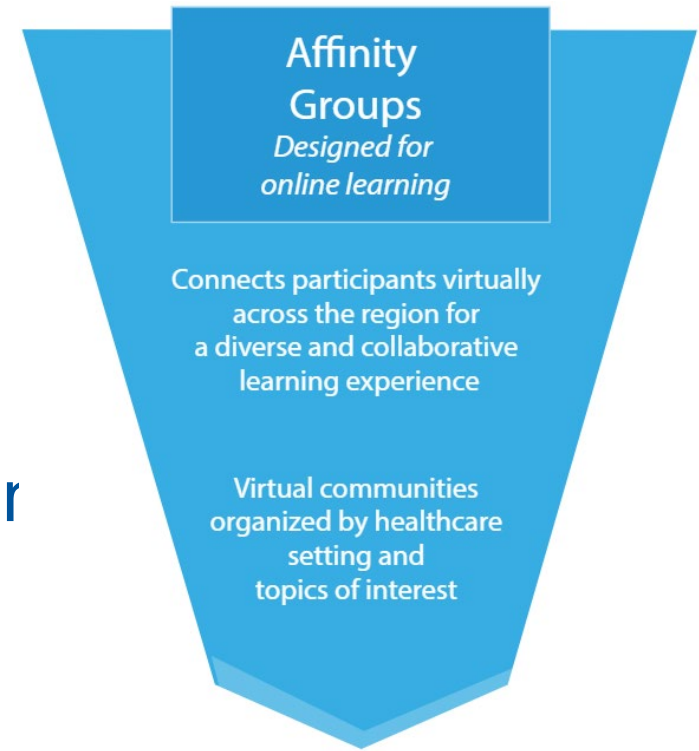 Affinity
Groups
Designed for
online learning
Connects participants virtually
across the region for
a diverse and collaborative
learning experience
r
Virtual communities
organized by healthcare
setting and
topics of interest